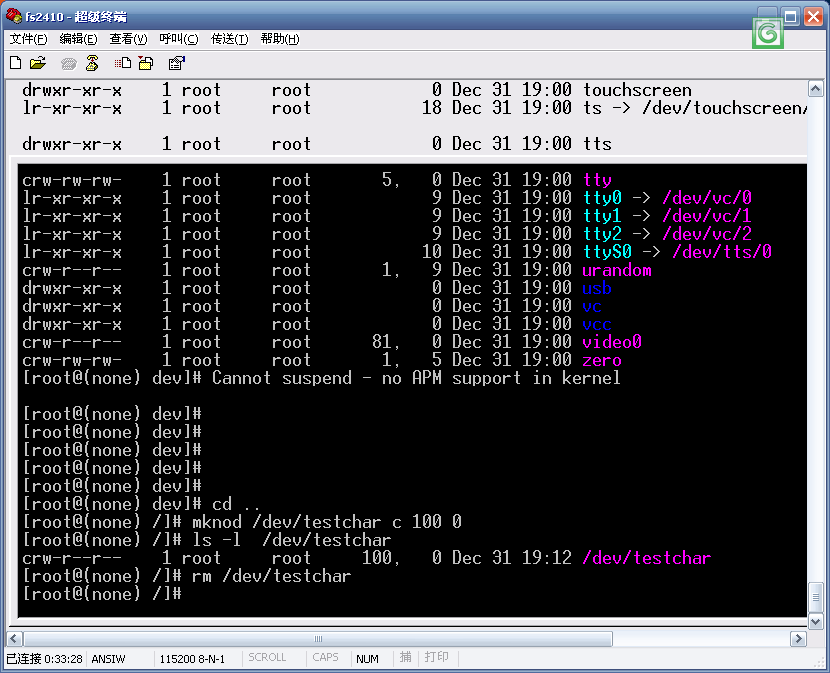 fs2410 - 超级终端
文件(F) 编辑(E) 查看(V) 呼叫(C) 传送(T) 帮助(H)
drwxr-xr-x    1 root     root            0 Dec 31 19:00 touchscreen
lr-xr-xr-x    1 root     root           18 Dec 31 19:00 ts -> /dev/touchscreen/
drwxr-xr-x    1 root     root            0 Dec 31 19:00 tts
crw-rw-rw-    1 root     root       5,   0 Dec 31 19:00 tty
lr-xr-xr-x    1 root     root            9 Dec 31 19:00 tty0 -> /dev/vc/0
lr-xr-xr-x    1 root     root            9 Dec 31 19:00 tty1 -> /dev/vc/1
lr-xr-xr-x    1 root     root            9 Dec 31 19:00 tty2 -> /dev/vc/2
lr-xr-xr-x    1 root     root           10 Dec 31 19:00 ttyS0 -> /dev/tts/0
crw-r--r--    1 root     root       1,   9 Dec 31 19:00 urandom
drwxr-xr-x    1 root     root            0 Dec 31 19:00 usb
drwxr-xr-x    1 root     root            0 Dec 31 19:00 vc
drwxr-xr-x    1 root     root            0 Dec 31 19:00 vcc
crw-r--r--    1 root     root      81,   0 Dec 31 19:00 video0
crw-rw-rw-    1 root     root       1,   5 Dec 31 19:00 zero
[root@(none) dev]# Cannot suspend - no APM support in kernel
[root@(none) dev]#
[root@(none) dev]#
[root@(none) dev]#
[root@(none) dev]#
[root@(none) dev]#
[root@(none) dev]# cd ..
[root@(none) /]# mknod /dev/testchar c 100 0
[root@(none) /]# ls -l  /dev/testchar
crw-r--r--    1 root     root     100,   0 Dec 31 19:12 /dev/testchar
[root@(none) /]# rm /dev/testchar
[root@(none) /]#
已连接 0:33:28 ANSIW 115200 8-N-1 SCROLL CAPS NUM 捕 打印